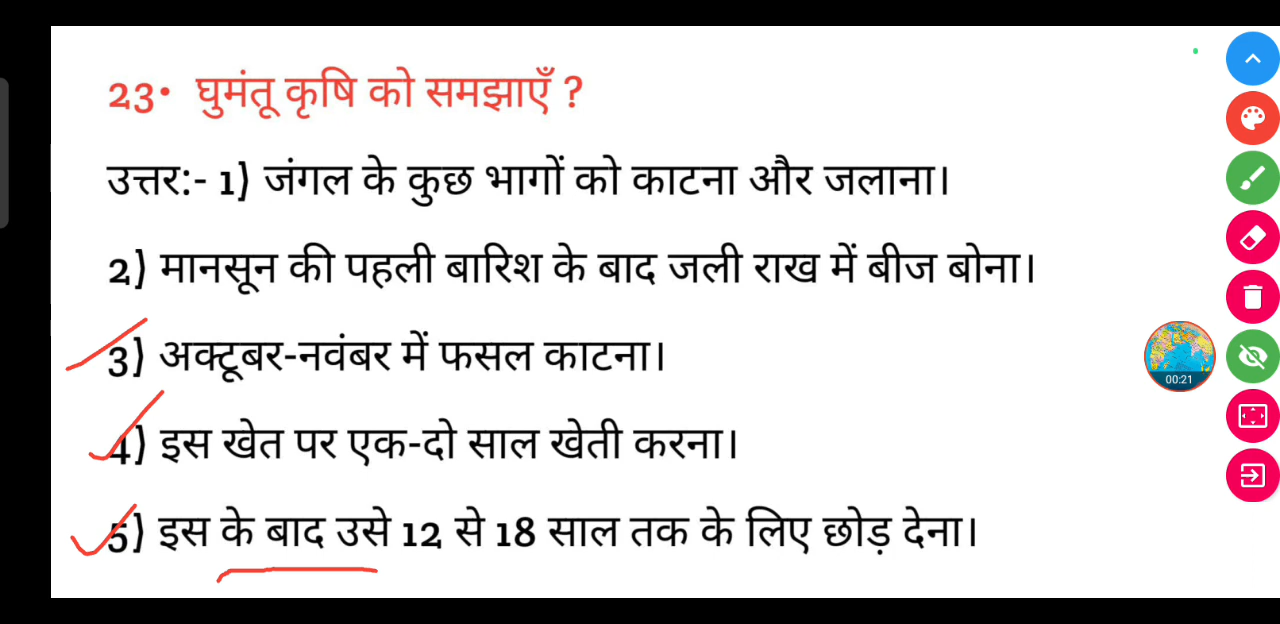 23• घुमंतू कृषि को समझाएँ ?
उत्तर:- 1) जंगल के कुछ भागों को काटना और जलाना।
2) मानसून की पहली बारिश के बाद जली राख में बीज बोना।
3) अक्टूबर-नवंबर में फसल काटना।
00:21
4) इस खेत पर एक-दो साल खेती करना।
5) इस के बाद उसे 12 से 18 साल तक के लिए छोड़ देना।